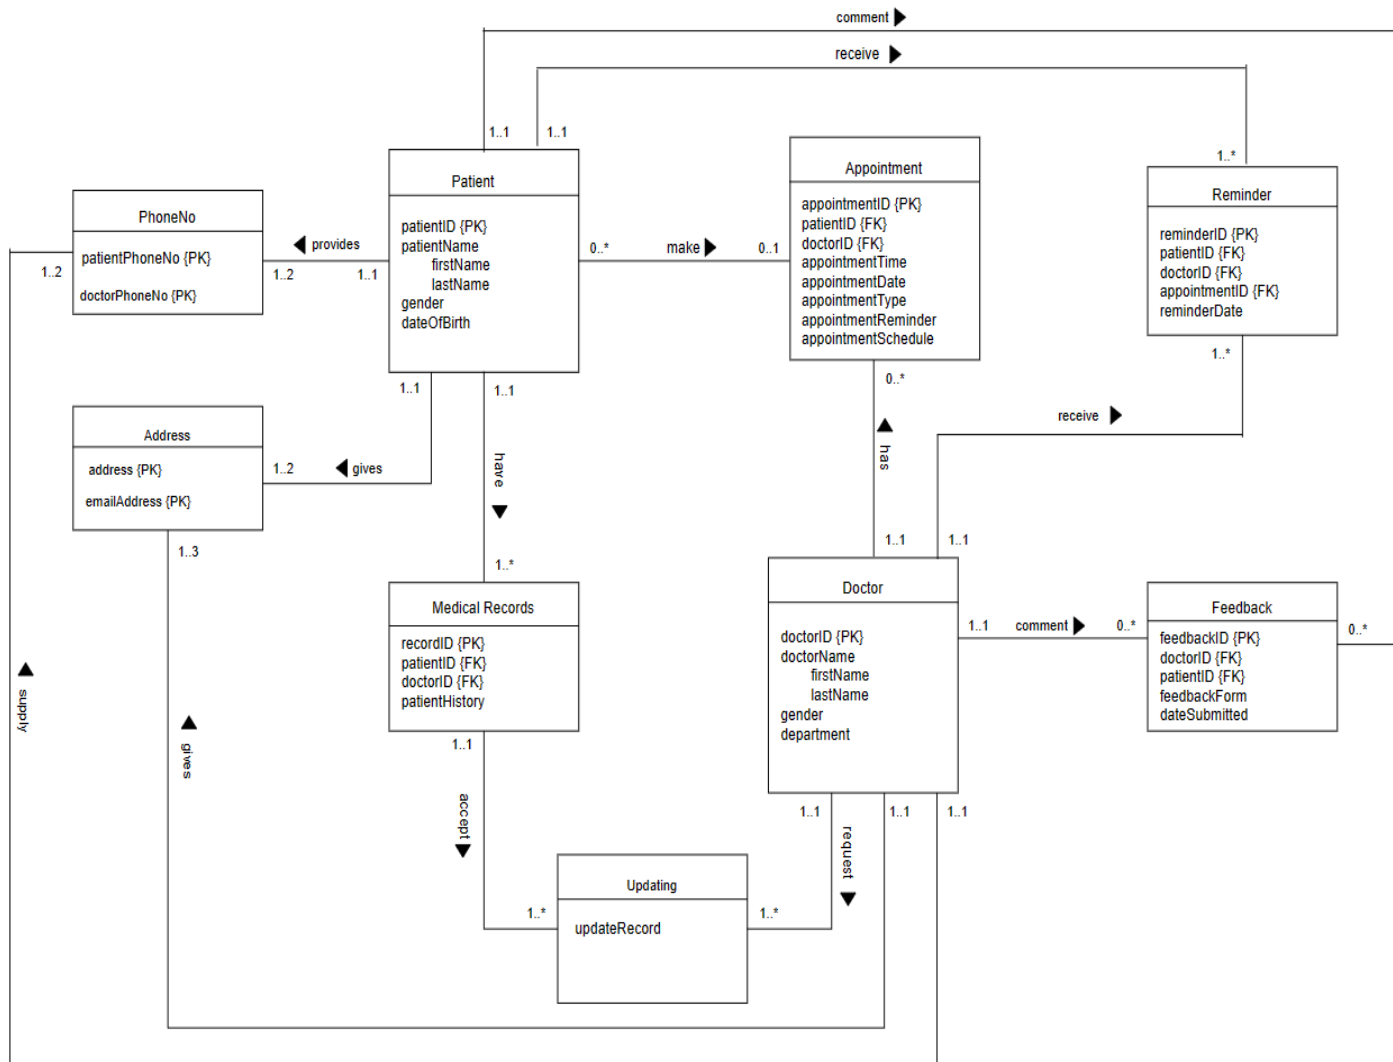 comment
receive
1..1
1..1
1..*
Patient
patientID {PK}
patientName
firstName
lastName
gender
dateOfBirth
Appointment
appointmentID {PK}
patientID {FK}
doctorID {FK}
appointmentTime
appointmentDate
appointmentType
appointmentReminder
appointmentSchedule
Reminder
reminderID {PK}
patientID {FK}
doctorID {FK}
appointmentID {FK}
reminderDate
PhoneNo
patientPhoneNo {PK}
doctorPhoneNo {PK}
provides
1..2
1..2
1..1
0..*
make
0..1
1..1
1..1
0..*
1..*
receive
Address
address {PK}
emailAddress {PK}
1..2
gives
have
has
1..3
1..*
1..1
1..1
Medical Records
recordID {PK}
patientID {FK}
doctorID {FK}
patientHistory
Doctor
doctorID {PK}
doctorName
firstName
lastName
gender
department
1..1
comment
0..*
Feedback
feedbackID {PK}
doctorID {FK}
patientID {FK}
feedbackForm
dateSubmitted
0..*
supply
gives
1..1
accept
1..1
1..1
1..1
request
Updating
updateRecord
1..*
1..*